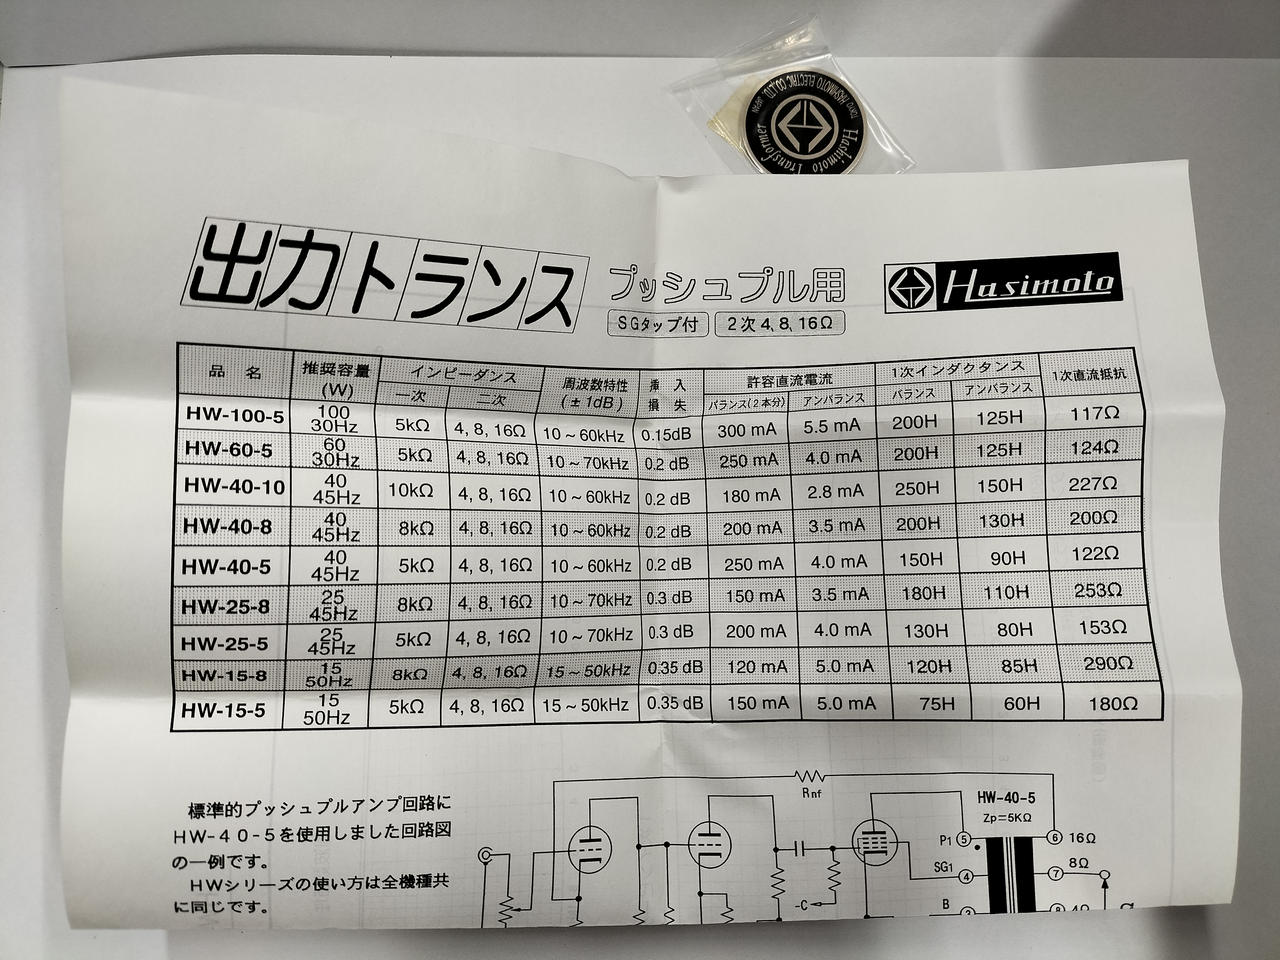 TOKYO HASHIMOTO ELECTRIC CO.,LTD. JAPAN
Hashimoto Transformer
出力トランス
プッシュプル用
SGタップ付
2次4,8,16Ω
Hasimoto
品 名 推奨容量(W) インピーダンス 一次 二次 周波数特性(±1dB) 挿入損失 許容直流電流 バランス(2本分) アンバランス 1次インダクタンス バランス アンバランス 1次直流抵抗
HW-100-5 100 30Hz 5kΩ 4, 8, 16Ω 10~60kHz 0.15dB 300 mA 5.5 mA 200H 125H 117Ω
HW-60-5 60 30Hz 5kΩ 4, 8, 16Ω 10~70kHz 0.2 dB 250 mA 4.0 mA 200H 125H 124Ω
HW-40-10 40 45Hz 10kΩ 4, 8, 16Ω 10~60kHz 0.2 dB 180 mA 2.8 mA 250H 150H 227Ω
HW-40-8 40 45Hz 8kΩ 4, 8, 16Ω 10~60kHz 0.2 dB 200 mA 3.5 mA 200H 130H 200Ω
HW-40-5 40 45Hz 5kΩ 4, 8, 16Ω 10~60kHz 0.2 dB 250 mA 4.0 mA 150H 90H 122Ω
HW-25-8 25 45Hz 8kΩ 4, 8, 16Ω 10~70kHz 0.3 dB 150 mA 3.5 mA 180H 110H 253Ω
HW-25-5 25 45Hz 5kΩ 4, 8, 16Ω 10~70kHz 0.3 dB 200 mA 4.0 mA 130H 80H 153Ω
HW-15-8 15 50Hz 8kΩ 4, 8, 16Ω 15~50kHz 0.35 dB 120 mA 5.0 mA 120H 85H 290Ω
HW-15-5 15 50Hz 5kΩ 4, 8, 16Ω 15~50kHz 0.35 dB 150 mA 5.0 mA 75H 60H 180Ω
標準的プッシュプルアンプ回路に
HW-40-5を使用しました回路図
の一例です。
HWシリーズの使い方は全機種共
に同じです。
Rnf
HW-40-5
Zp=5KΩ
P1 ⑤ ⑥ 16Ω
SG1 ④ ⑦ 8Ω
-C
B